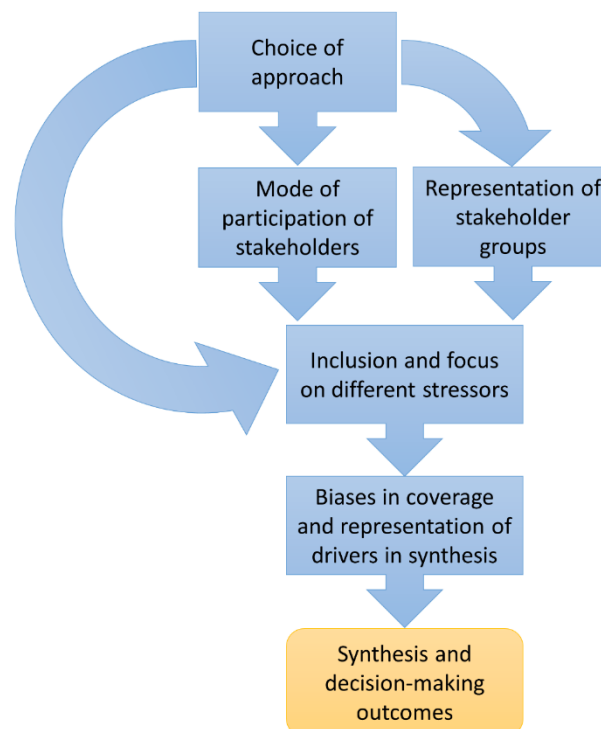 Choice of
approach
Mode of
participation of
stakeholders
Representation of
stakeholder
groups
Inclusion and focus
on different stressors
Biases in coverage
and representation of
drivers in synthesis
Synthesis and
decision-making
outcomes